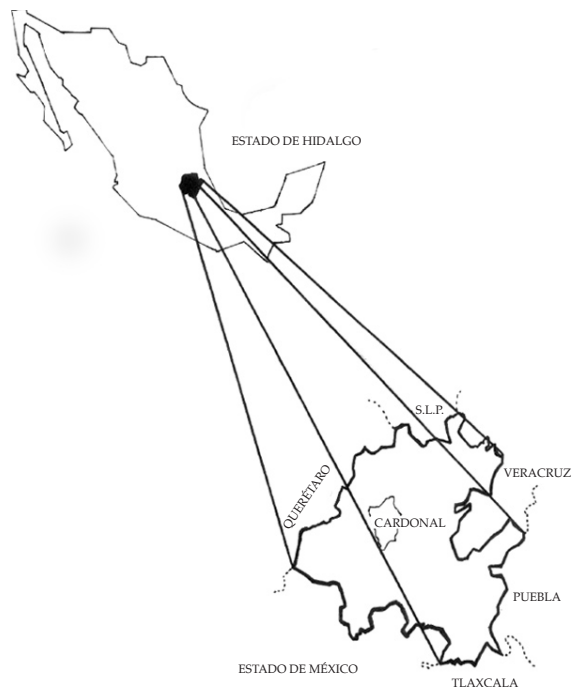 ESTADO DE HIDALGO
S.L.P.
VERACRUZ
QUERÉTARO
CARDONAL
PUEBLA
ESTADO DE MÉXICO
TLAXCALA